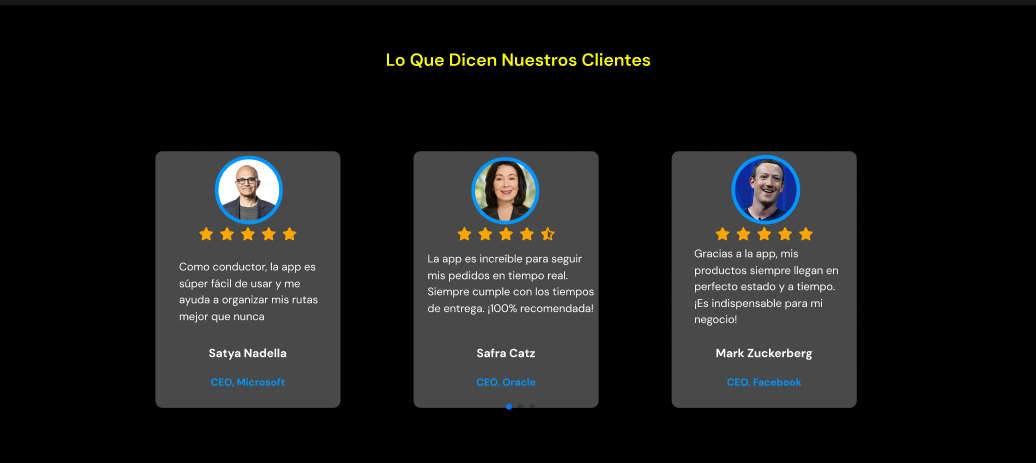 Lo Que Dicen Nuestros Clientes
Como conductor, la app es
súper fácil de usar y me
ayuda a organizar mis rutas
mejor que nunca
Satya Nadella
CEO, Microsoft
La app es increíble para seguir
mis pedidos en tiempo real.
Siempre cumple con los tiempos
de entrega. ¡100% recomendada!
Safra Catz
CEO, Oracle
Gracias a la app, mis
productos siempre llegan en
perfecto estado y a tiempo.
¡Es indispensable para mi
negocio!
Mark Zuckerberg
CEO, Facebook